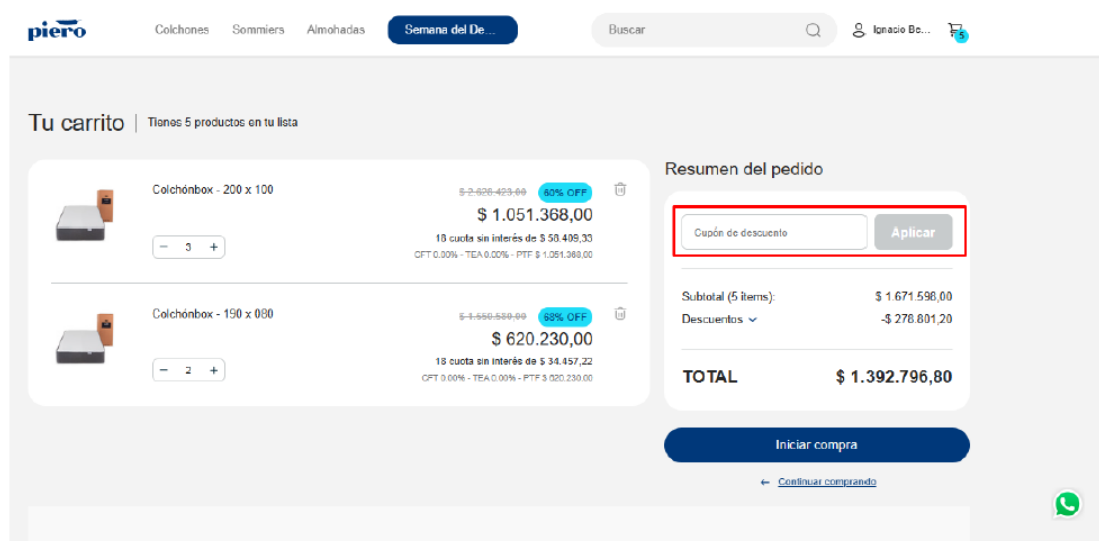 piero
Colchones Sommiers Almohadas Semana del De... Buscar Ignacio Be... 5
Tu carrito | Tienes 5 productos en tu lista
Colchónbox - 200 x 100
$ 2.628.423,00 60% OFF
$ 1.051.368,00
18 cuota sin interés de $ 58.409,33
CFT 0.00% - TEA 0.00% - PTF $ 1.051.368,00
- 3 +
Colchónbox - 190 x 080
68% OFF
$ 620.230,00
18 cuota sin interés de $ 34.457,22
CFT 0.00% - TEA 0.00% - PTF $ 620.230,00
- 2 +
Resumen del pedido
Cupón de descuento Aplicar
Subtotal (5 items): $ 1.671.598,00
Descuentos -$ 278.801,20
TOTAL $ 1.392.796,80
Iniciar compra
← Continuar comprando